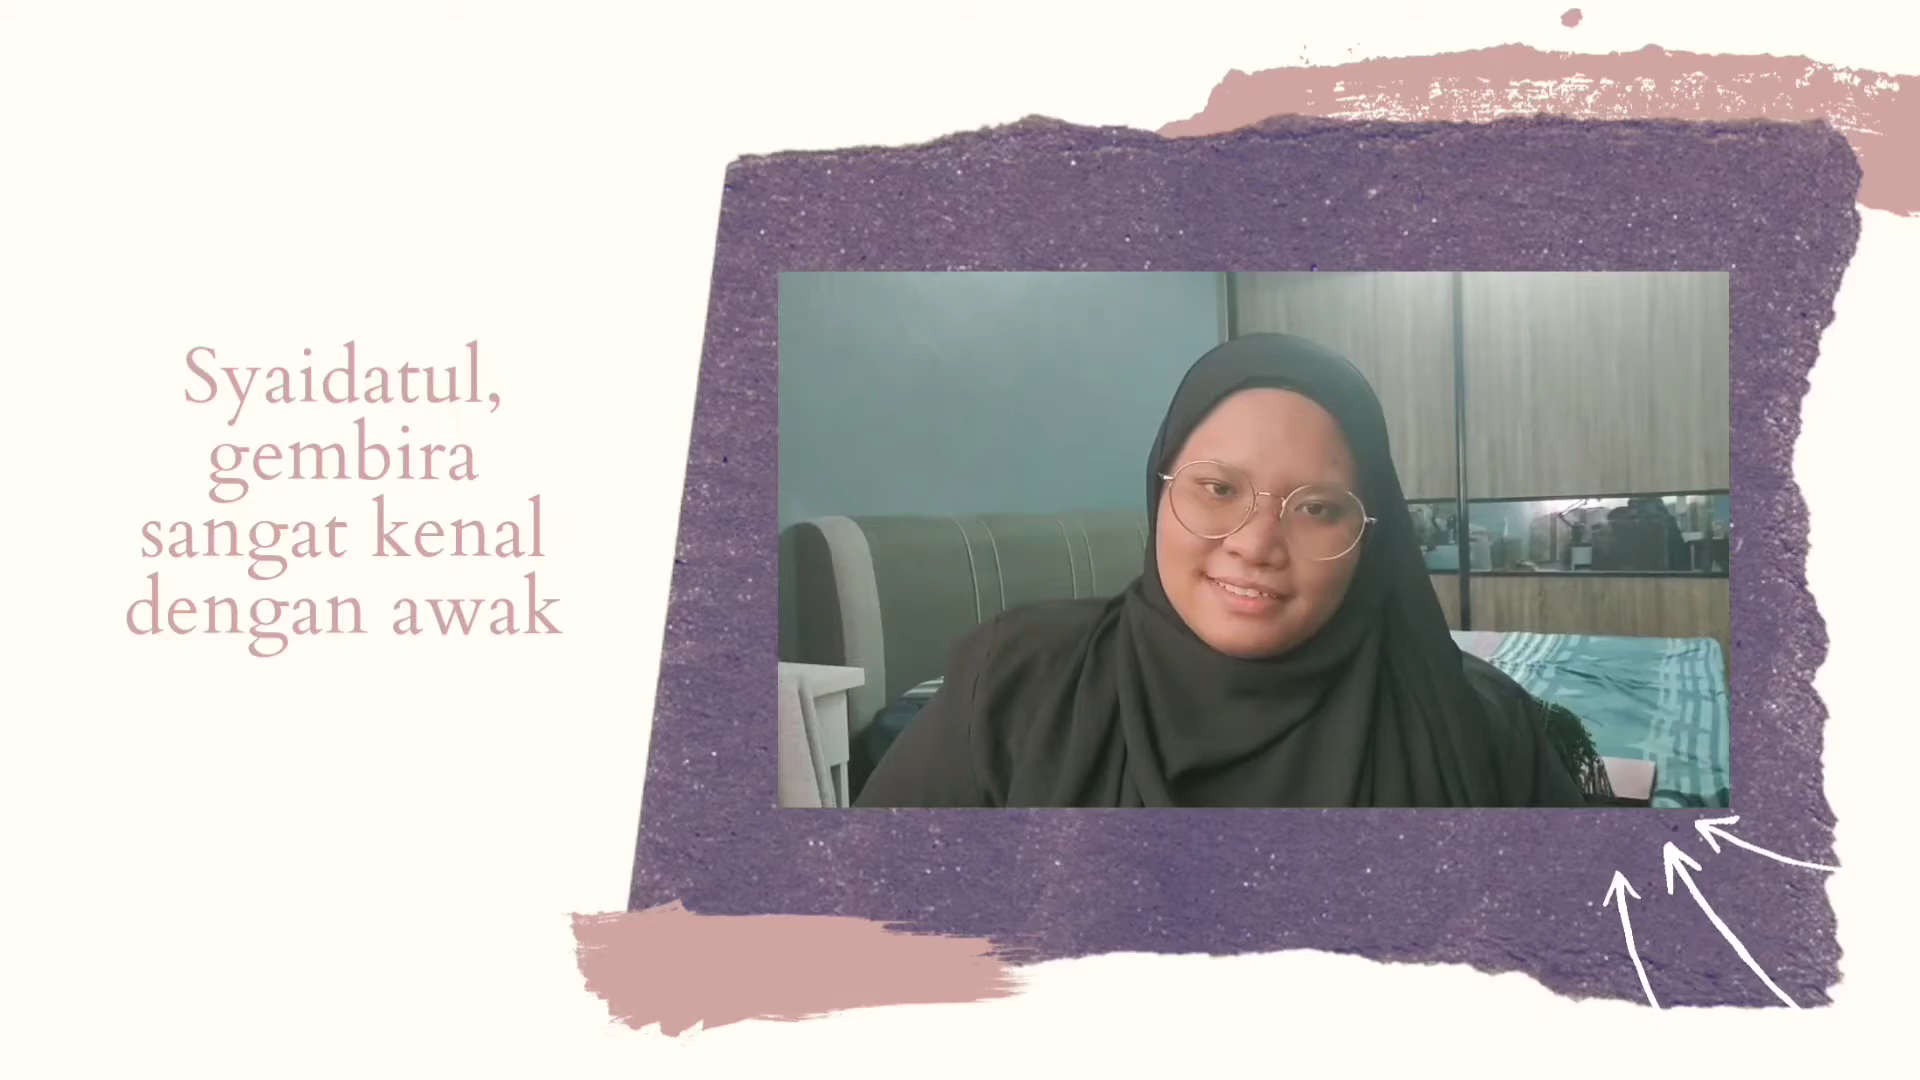 Syaidatul,
gembira
sangat kenal
dengan awak